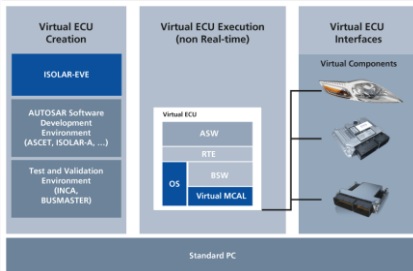 Virtual ECU
Creation
ISOLAR-EVE
AUTOSAR Software
Development
Environment
(ASCET, ISOLAR-A, ...)
Test and Validation
Environment
(INCA,
BUSMASTER)
Virtual ECU Execution
(non Real-time)
Virtual ECU
ASW
RTE
OS
BSW
Virtual MCAL
Virtual ECU
Interfaces
Virtual Components
Standard PC